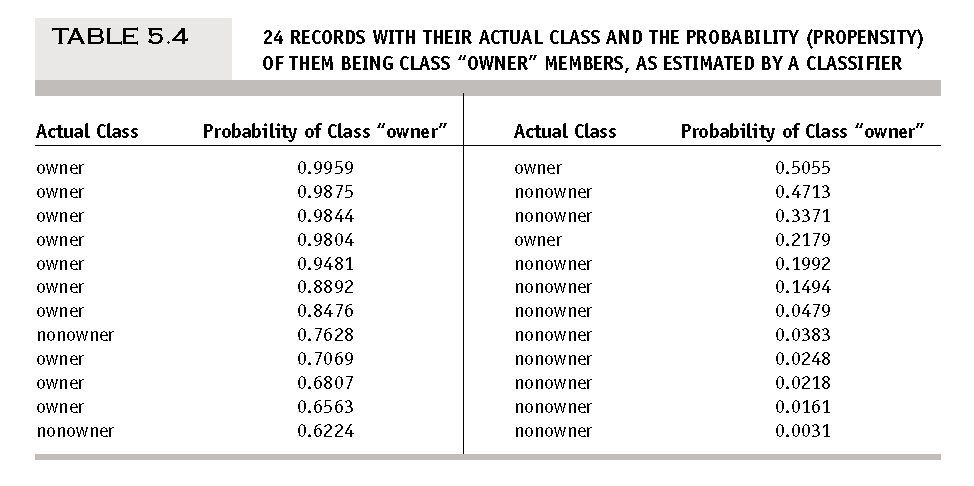 TABLE 5.4
24 RECORDS WITH THEIR ACTUAL CLASS AND THE PROBABILITY (PROPENSITY)
OF THEM BEING CLASS “OWNER” MEMBERS, AS ESTIMATED BY A CLASSIFIER
Actual Class Probability of Class “owner” Actual Class Probability of Class “owner”
owner 0.9959 owner 0.5055
owner 0.9875 nonowner 0.4713
owner 0.9844 nonowner 0.3371
owner 0.9804 owner 0.2179
owner 0.9481 nonowner 0.1992
owner 0.8892 nonowner 0.1494
owner 0.8476 nonowner 0.0479
nonowner 0.7628 nonowner 0.0383
owner 0.7069 nonowner 0.0248
owner 0.6807 nonowner 0.0218
owner 0.6563 nonowner 0.0161
nonowner 0.6224 nonowner 0.0031